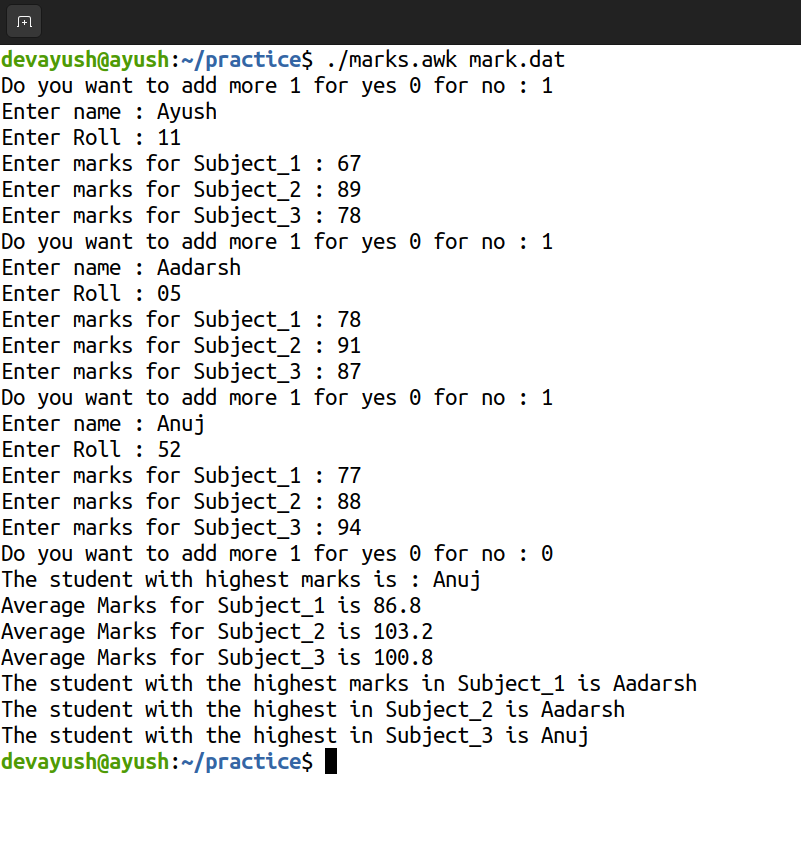 devayush@ayush:~/practice$ ./marks.awk mark.dat
Do you want to add more 1 for yes 0 for no : 1
Enter name : Ayush
Enter Roll : 11
Enter marks for Subject_1 : 67
Enter marks for Subject_2 : 89
Enter marks for Subject_3 : 78
Do you want to add more 1 for yes 0 for no : 1
Enter name : Aadarsh
Enter Roll : 05
Enter marks for Subject_1 : 78
Enter marks for Subject_2 : 91
Enter marks for Subject_3 : 87
Do you want to add more 1 for yes 0 for no : 1
Enter name : Anuj
Enter Roll : 52
Enter marks for Subject_1 : 77
Enter marks for Subject_2 : 88
Enter marks for Subject_3 : 94
Do you want to add more 1 for yes 0 for no : 0
The student with highest marks is : Anuj
Average Marks for Subject_1 is 86.8
Average Marks for Subject_2 is 103.2
Average Marks for Subject_3 is 100.8
The student with the highest marks in Subject_1 is Aadarsh
The student with the highest in Subject_2 is Aadarsh
The student with the highest in Subject_3 is Anuj
devayush@ayush:~/practice$